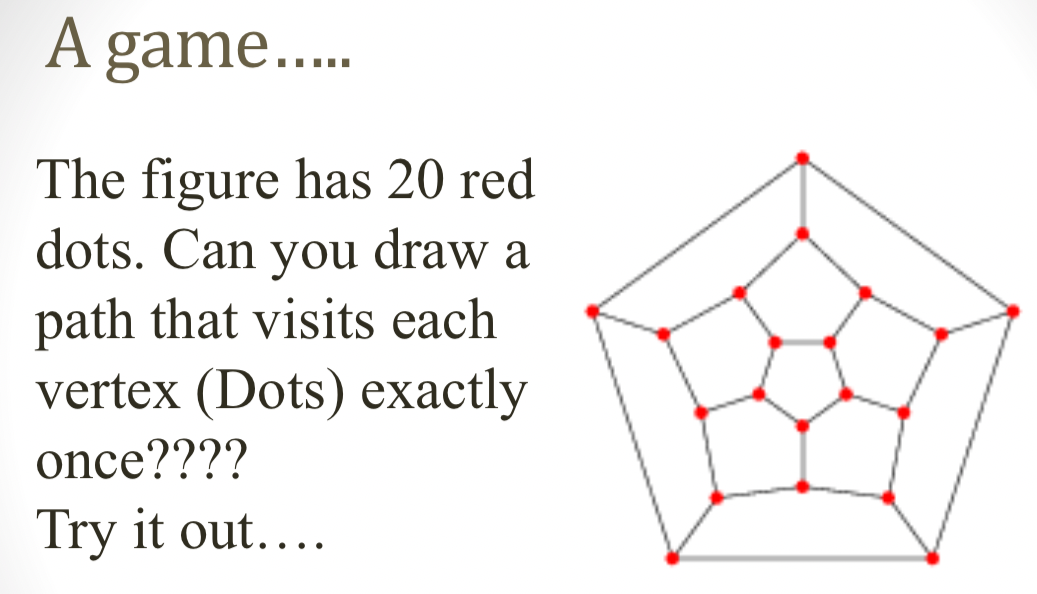 A game…..
The figure has 20 red
dots. Can you draw a
path that visits each
vertex (Dots) exactly
once????
Try it out….